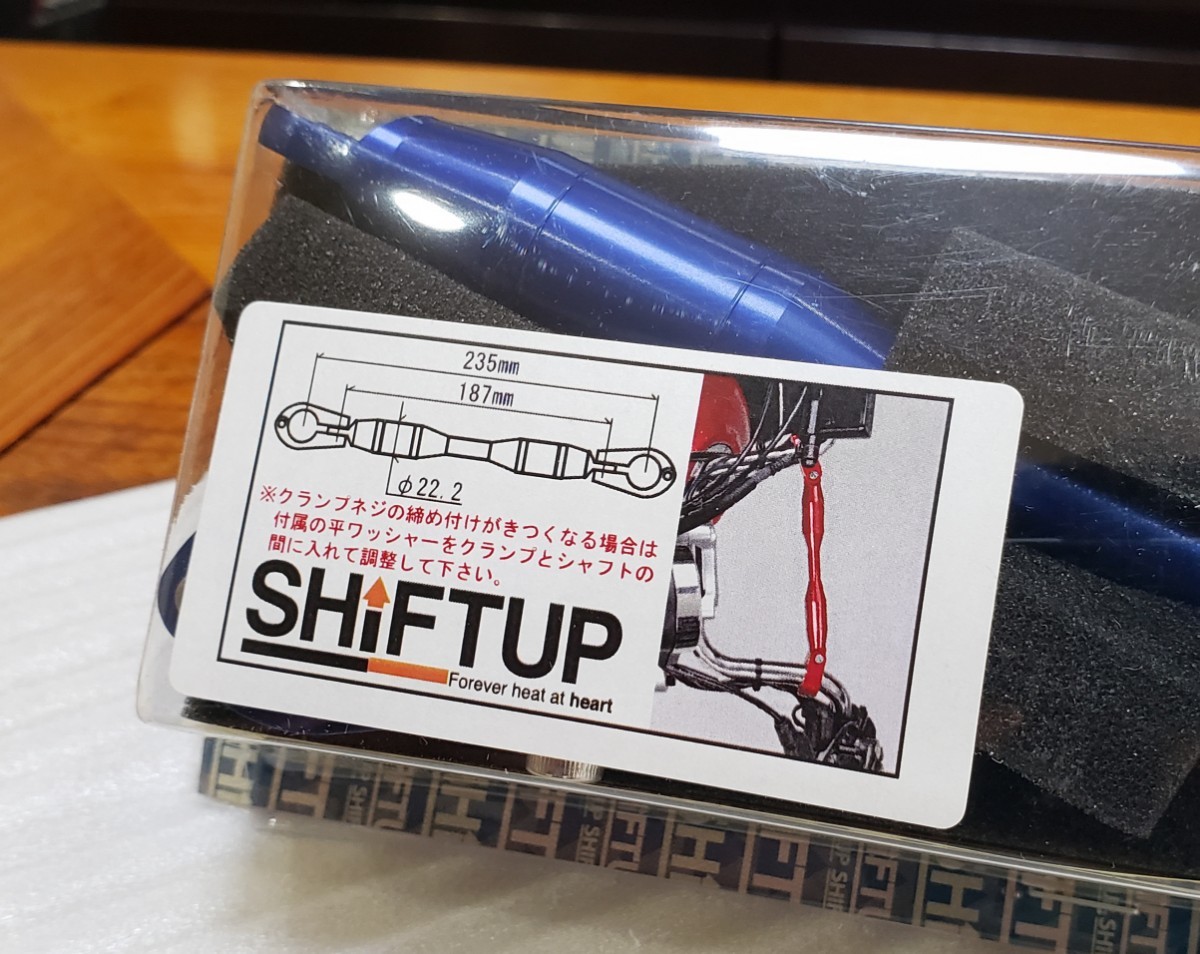 235mm
187mm
φ22.2
※クランプネジの締め付けがきつくなる場合は
付属の平ワッシャーをクランプとシャフトの
間に入れて調整して下さい。
SHiFTUP
Forever heat at heart